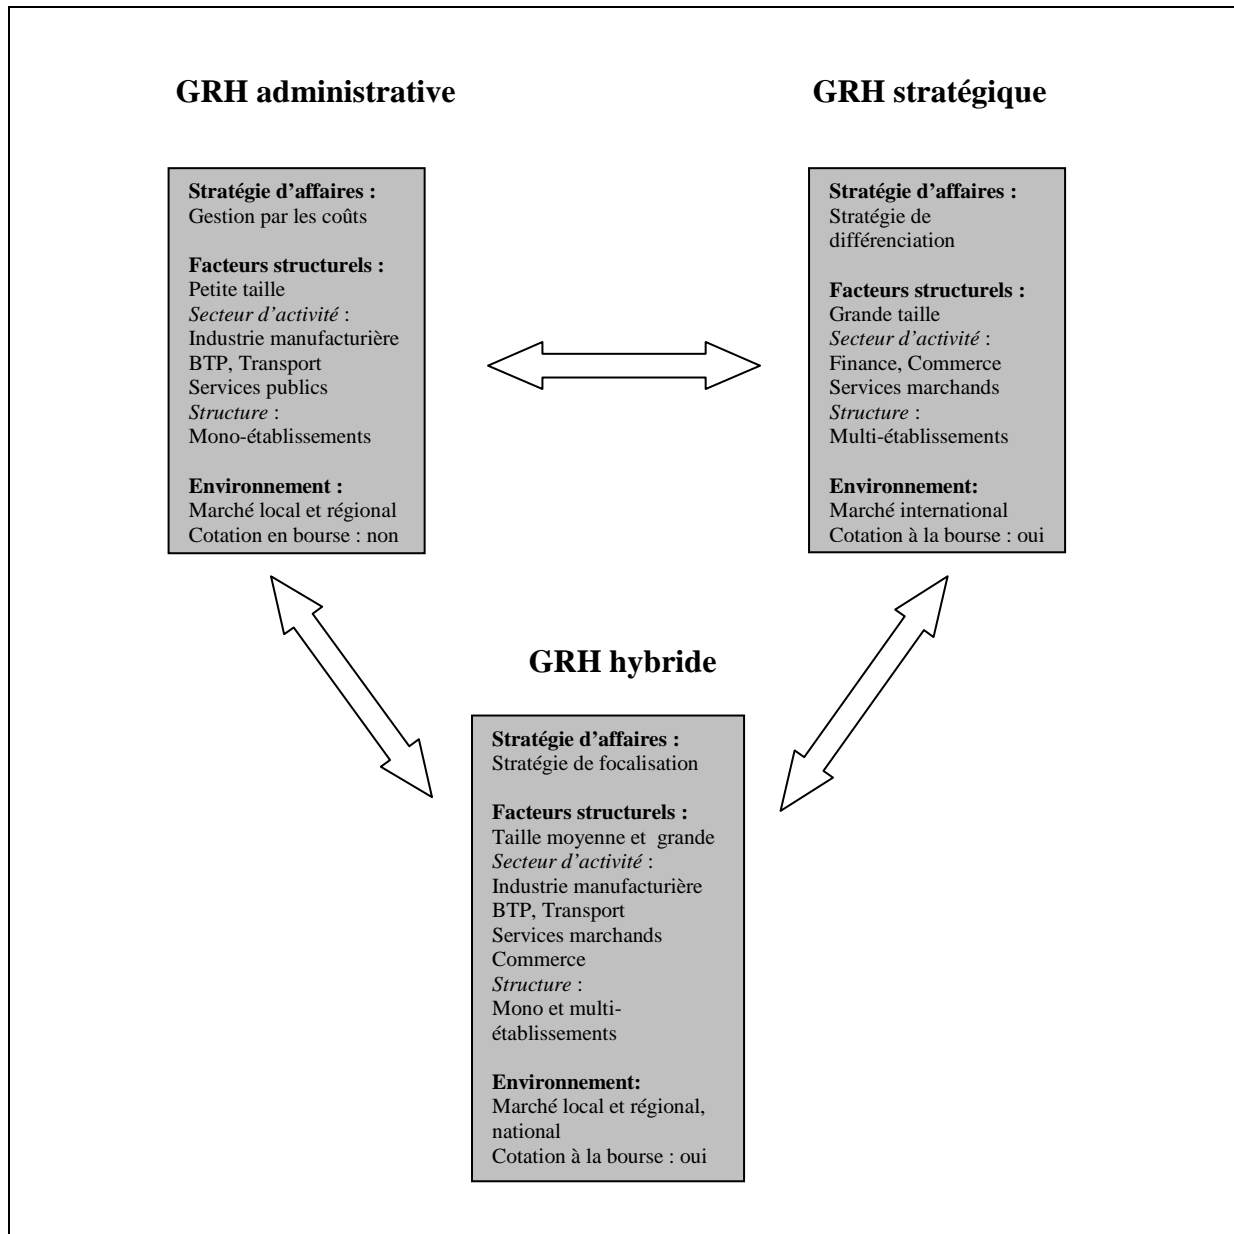 GRH administrative
Stratégie d'affaires :
Gestion par les coûts
Facteurs structurels :
Petite taille
Secteur d'activité :
Industrie manufacturière
BTP, Transport
Services publics
Structure :
Mono-établissements
Environnement :
Marché local et régional
Cotation en bourse : non
GRH stratégique
Stratégie d'affaires :
Stratégie de
différenciation
Facteurs structurels :
Grande taille
Secteur d'activité :
Finance, Commerce
Services marchands
Structure :
Multi-établissements
Environnement:
Marché international
Cotation à la bourse : oui
GRH hybride
Stratégie d'affaires :
Stratégie de focalisation
Facteurs structurels :
Taille moyenne et  grande
Secteur d'activité :
Industrie manufacturière
BTP, Transport
Services marchands
Commerce
Structure :
Mono et multi-
établissements
Environnement:
Marché local et régional,
national
Cotation à la bourse : oui